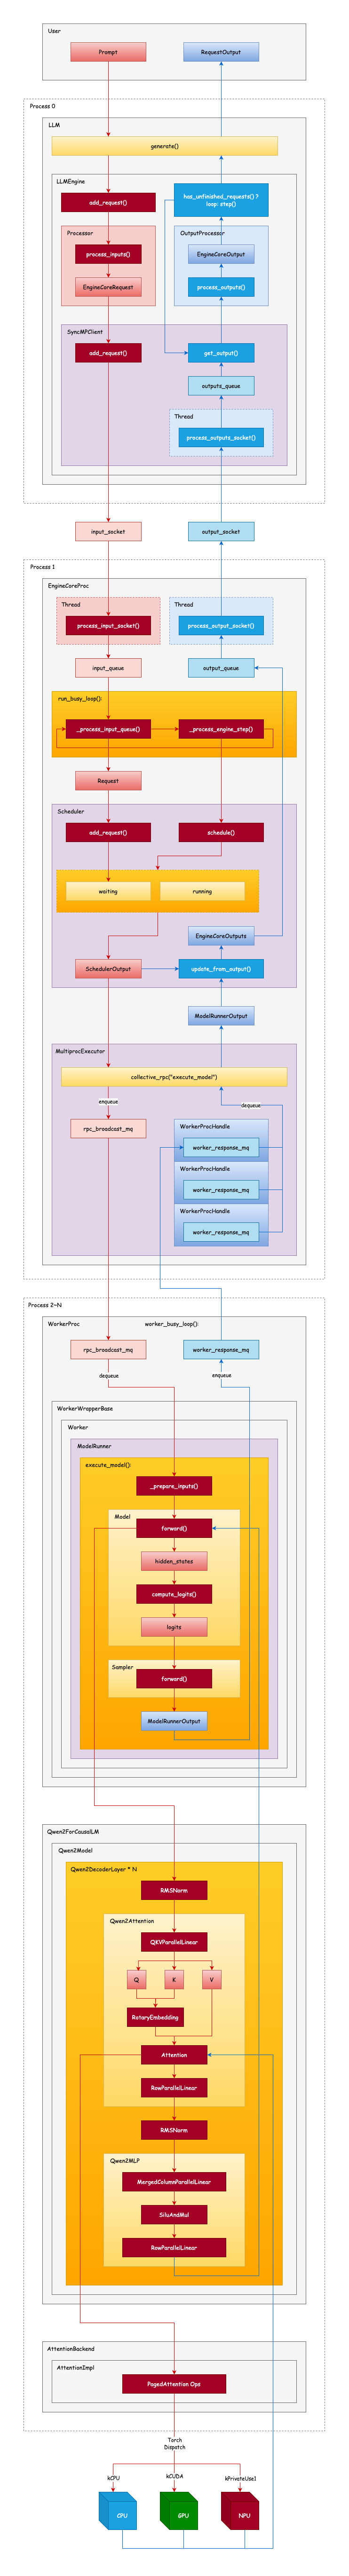 User
Prompt
RequestOutput
Process 0
LLM
generate()
LLMEngine
add_request()
has_unfinished_requests() ?
loop: step()
Processor
OutputProcessor
process_inputs()
EngineCoreOutput
EngineCoreRequest
process_outputs()
SyncMPClient
add_request()
get_output()
outputs_queue
Thread
process_outputs_socket()
input_socket
output_socket
Process 1
EngineCoreProc
Thread
Thread
process_input_socket()
process_output_socket()
input_queue
output_queue
run_busy_loop():
_process_input_queue()
_process_engine_step()
Request
Scheduler
add_request()
schedule()
waiting
running
EngineCoreOutputs
SchedulerOutput
update_from_output()
ModelRunnerOutput
MultiprocExecutor
collective_rpc("execute_model")
enqueue
dequeue
rpc_broadcast_mq
WorkerProcHandle
worker_response_mq
WorkerProcHandle
worker_response_mq
WorkerProcHandle
worker_response_mq
Process 2~N
WorkerProc
worker_busy_loop():
rpc_broadcast_mq
worker_response_mq
dequeue
enqueue
WorkerWrapperBase
Worker
ModelRunner
execute_model()
_prepare_inputs()
Model
forward()
hidden_states
compute_logits()
logits
Sampler
forward()
ModelRunnerOutput
Qwen2ForCausalLM
Qwen2Model
Qwen2DecoderLayer * N
RMSNorm
Qwen2Attention
QKVParallelLinear
Q
K
V
RotaryEmbedding
Attention
RowParallelLinear
RMSNorm
Qwen2MLP
MergedColumnParallelLinear
SiluAndMul
RowParallelLinear
AttentionBackend
AttentionImpl
PagedAttention Ops
Torch
Dispatch
kCPU
kCUDA
kPrivateUse1
CPU
GPU
NPU